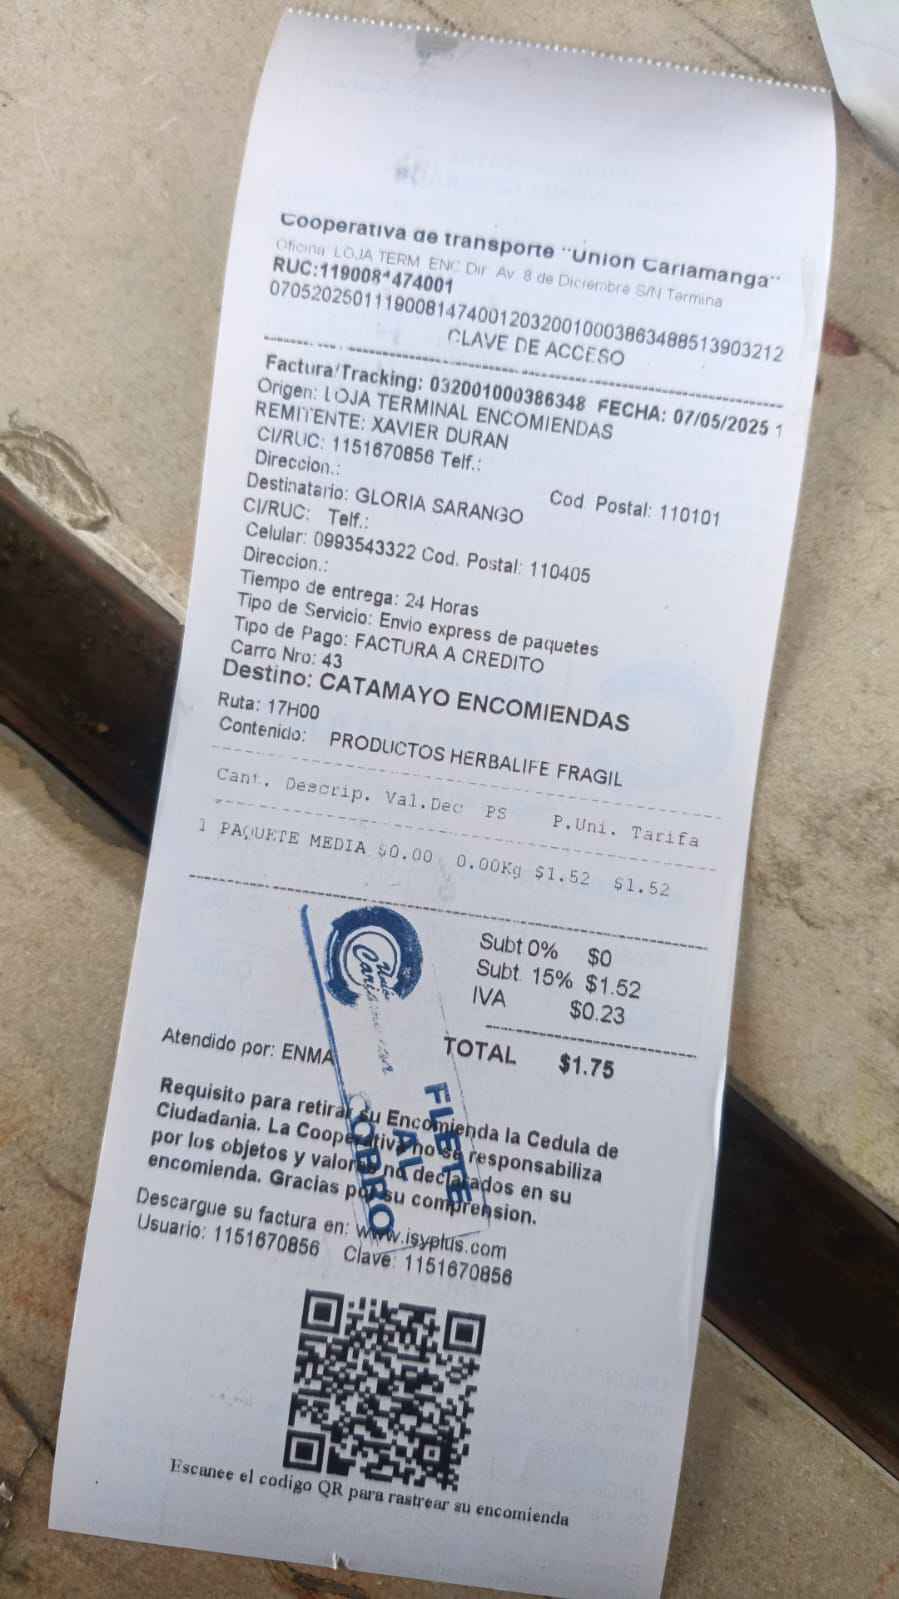 Cooperativa de transporte "Union Cariamanga"
Oficina: LOJA TERM. ENC Dir. Av. 8 de Diciembre S/N Termina
RUC:1190081474001
0705202501119008147400120320010003863488513903212
CLAVE DE ACCESO
Factura/Tracking: 032001000386348 FECHA: 07/05/2025 1
Origen: LOJA TERMINAL ENCOMIENDAS
REMITENTE: XAVIER DURAN
CI/RUC: 1151670856 Telf.:
Direccion.: Cod. Postal: 110101
Destinatario: GLORIA SARANGO
CI/RUC: Telf.:
Celular: 0993543322 Cod. Postal: 110405
Direccion.:
Tiempo de entrega: 24 Horas
Tipo de Servicio: Envio express de paquetes
Tipo de Pago: FACTURA A CREDITO
Carro Nro: 43
Destino: CATAMAYO ENCOMIENDAS
Ruta: 17H00
Contenido: PRODUCTOS HERBALIFE FRAGIL
Cant. Descrip. Val.Dec PS P.Uni. Tarifa
1 PAQUETE MEDIA $0.00 0.00Kg $1.52 $1.52
Subt 0% $0
Subt. 15% $1.52
IVA $0.23
TOTAL $1.75
Atendido por: ENMA
FLETE
AL
COBRO
Requisito para retirar su Encomienda la Cedula de
Ciudadania. La Cooperativa no se responsabiliza
por los objetos y valores no declarados en su
encomienda. Gracias por su comprension.
Descargue su factura en: www.isyplus.com
Usuario: 1151670856 Clave: 1151670856
Escanee el codigo QR para rastrear su encomienda